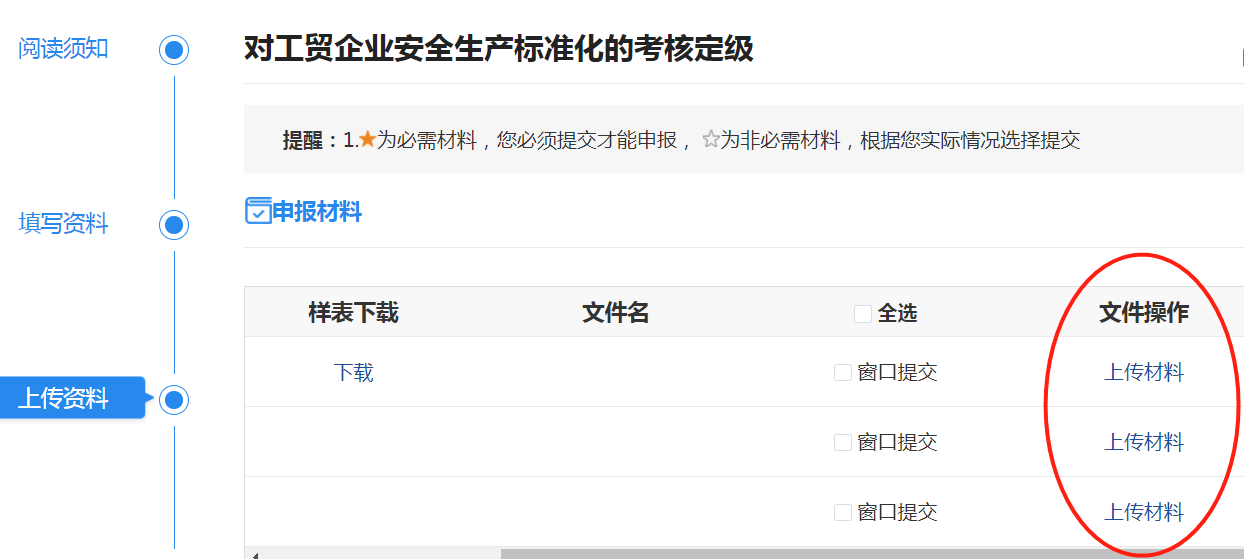 阅读须知
对工贸企业安全生产标准化的考核定级
提醒：1.★为必需材料，您必须提交才能申报，☆为非必需材料，根据您实际情况选择提交
填写资料
申报材料
样表下载 文件名 全选 文件操作
下载 窗口提交 上传材料
上传资料
窗口提交 上传材料
窗口提交 上传材料